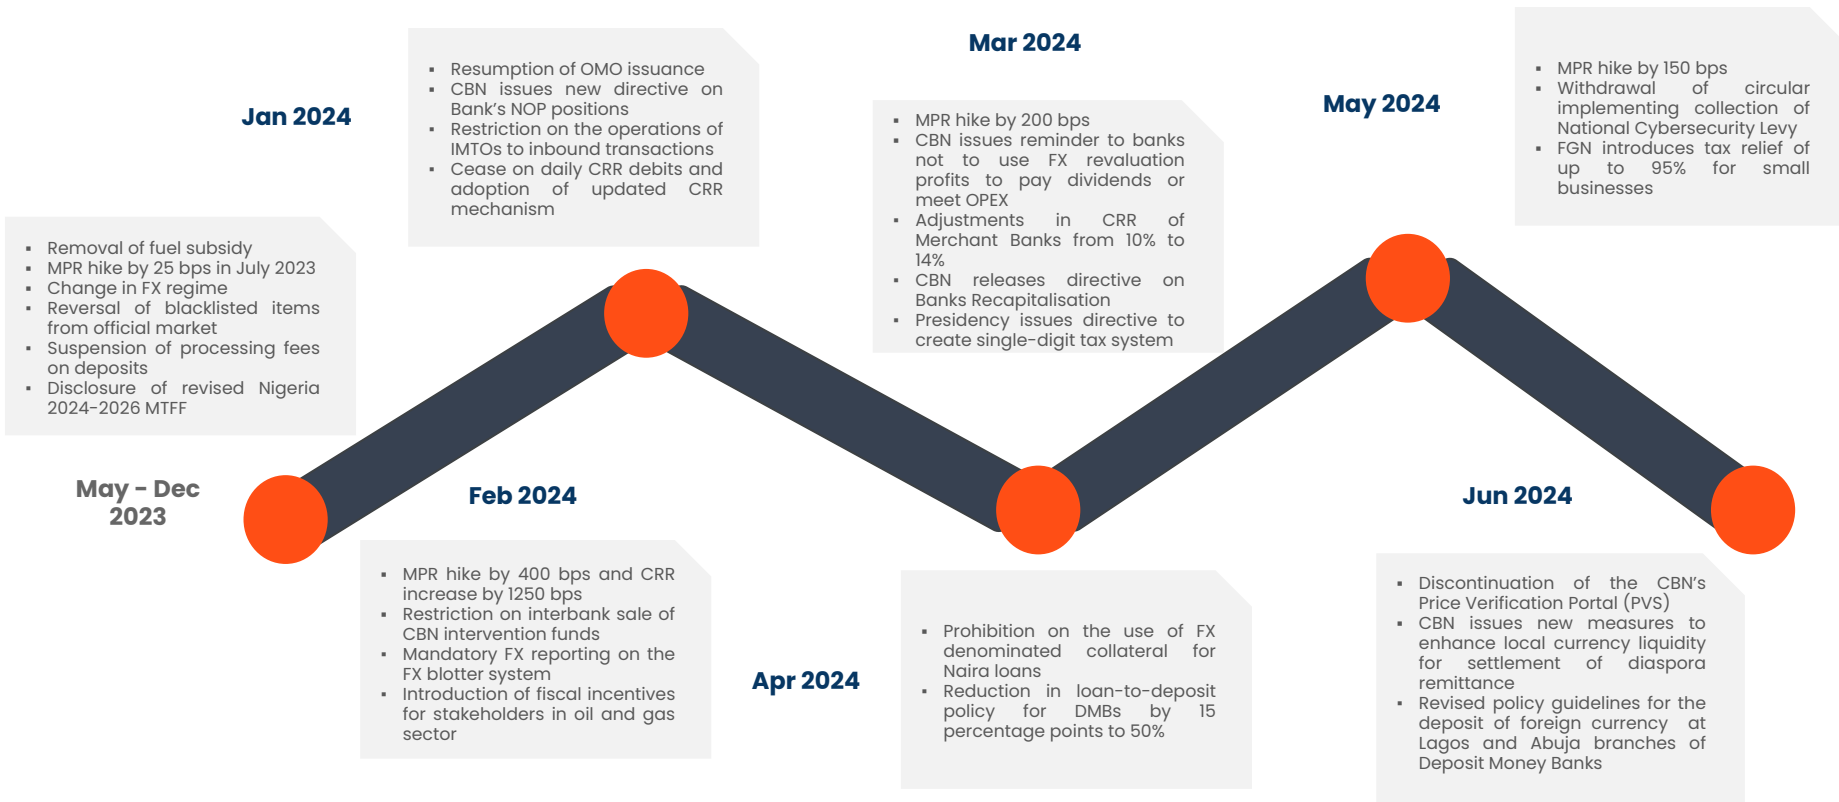 May - Dec
2023
▪ Removal of fuel subsidy
▪ MPR hike by 25 bps in July 2023
▪ Change in FX regime
▪ Reversal of blacklisted items
from official market
▪ Suspension of processing fees
on deposits
▪ Disclosure of revised Nigeria
2024-2026 MTFF
Jan 2024
▪ Resumption of OMO issuance
▪ CBN issues new directive on
Bank's NOP positions
▪ Restriction on the operations of
IMTOs to inbound transactions
▪ Cease on daily CRR debits and
adoption of updated CRR
mechanism
Feb 2024
▪ MPR hike by 400 bps and CRR
increase by 1250 bps
▪ Restriction on interbank sale of
CBN intervention funds
▪ Mandatory FX reporting on the
FX blotter system
▪ Introduction of fiscal incentives
for stakeholders in oil and gas
sector
Mar 2024
▪ MPR hike by 200 bps
▪ CBN issues reminder to banks
not to use FX revaluation
profits to pay dividends or
meet OPEX
▪ Adjustments in CRR of
Merchant Banks from 10% to
14%
▪ CBN releases directive on
Banks Recapitalisation
▪ Presidency issues directive to
create single-digit tax system
Apr 2024
▪ Prohibition on the use of FX
denominated collateral for
Naira loans
▪ Reduction in loan-to-deposit
policy for DMBs by 15
percentage points to 50%
May 2024
▪ MPR hike by 150 bps
▪ Withdrawal of circular
implementing collection of
National Cybersecurity Levy
▪ FGN introduces tax relief of
up to 95% for small
businesses
Jun 2024
▪ Discontinuation of the CBN's
Price Verification Portal (PVS)
▪ CBN issues new measures to
enhance local currency liquidity
for settlement of diaspora
remittance
▪ Revised policy guidelines for the
deposit of foreign currency at
Lagos and Abuja branches of
Deposit Money Banks